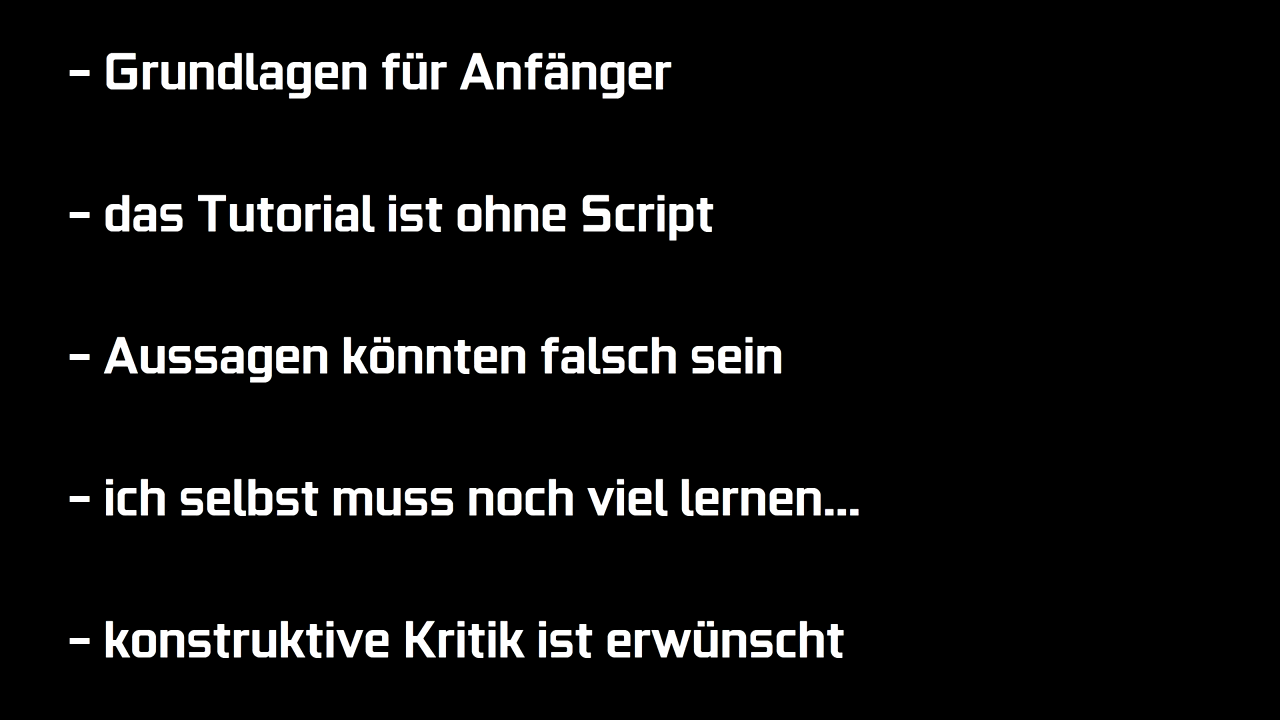 - Grundlagen für Anfänger
- das Tutorial ist ohne Script
- Aussagen könnten falsch sein
- ich selbst muss noch viel lernen...
- konstruktive Kritik ist erwünscht